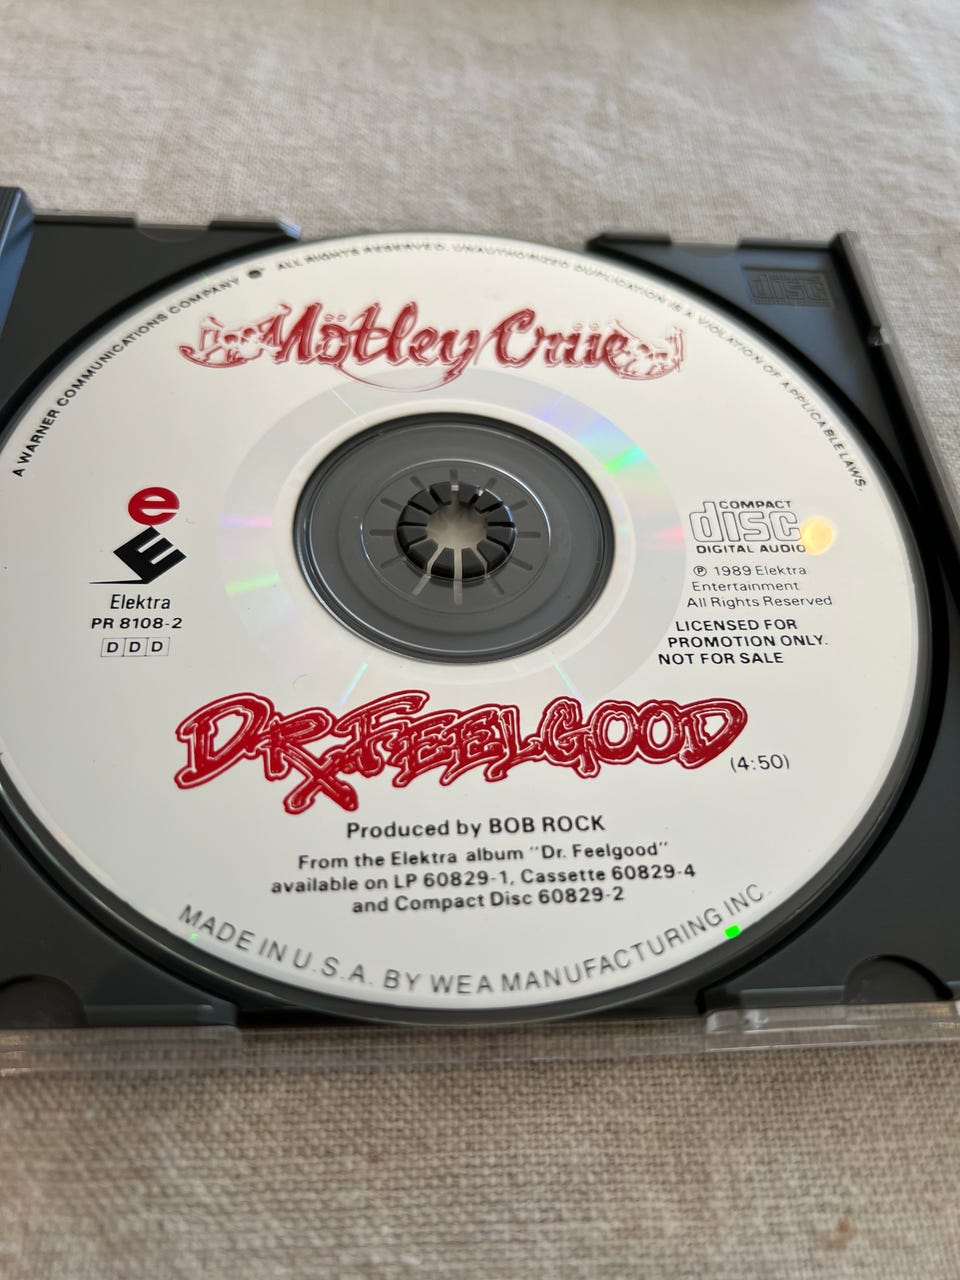 A WARNER COMMUNICATIONS COMPANY ● ALL RIGHTS RESERVED. UNAUTHORIZED DUPLICATION IS A VIOLATION OF APPLICABLE LAWS.
Mötley Crüe
disc
e
E
Elektra
PR 8108-2
DDD
COMPACT
disc
DIGITAL AUDIO
℗ 1989 Elektra
Entertainment
All Rights Reserved
LICENSED FOR
PROMOTION ONLY.
NOT FOR SALE
DR. FEELGOOD
(4:50)
Produced by BOB ROCK
From the Elektra album "Dr. Feelgood"
available on LP 60829-1, Cassette 60829-4
and Compact Disc 60829-2
MADE IN U.S.A. BY WEA MANUFACTURING INC.